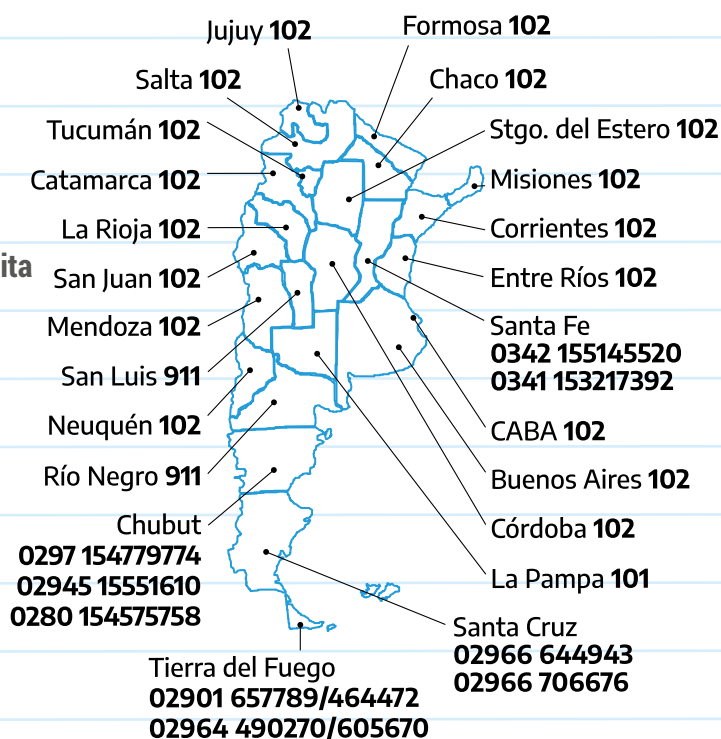 Jujuy 102
Salta 102
Tucumán 102
Catamarca 102
La Rioja 102
ita
San Juan 102
Mendoza 102
San Luis 911
Neuquén 102
Río Negro 911
Chubut
0297 154779774
02945 15551610
0280 154575758
Tierra del Fuego
02901 657789/464472
02964 490270/605670
Formosa 102
Chaco 102
Stgo. del Estero 102
Misiones 102
Corrientes 102
Entre Ríos 102
Santa Fe
0342 155145520
0341 153217392
CABA 102
Buenos Aires 102
Córdoba 102
La Pampa 101
Santa Cruz
02966 644943
02966 706676